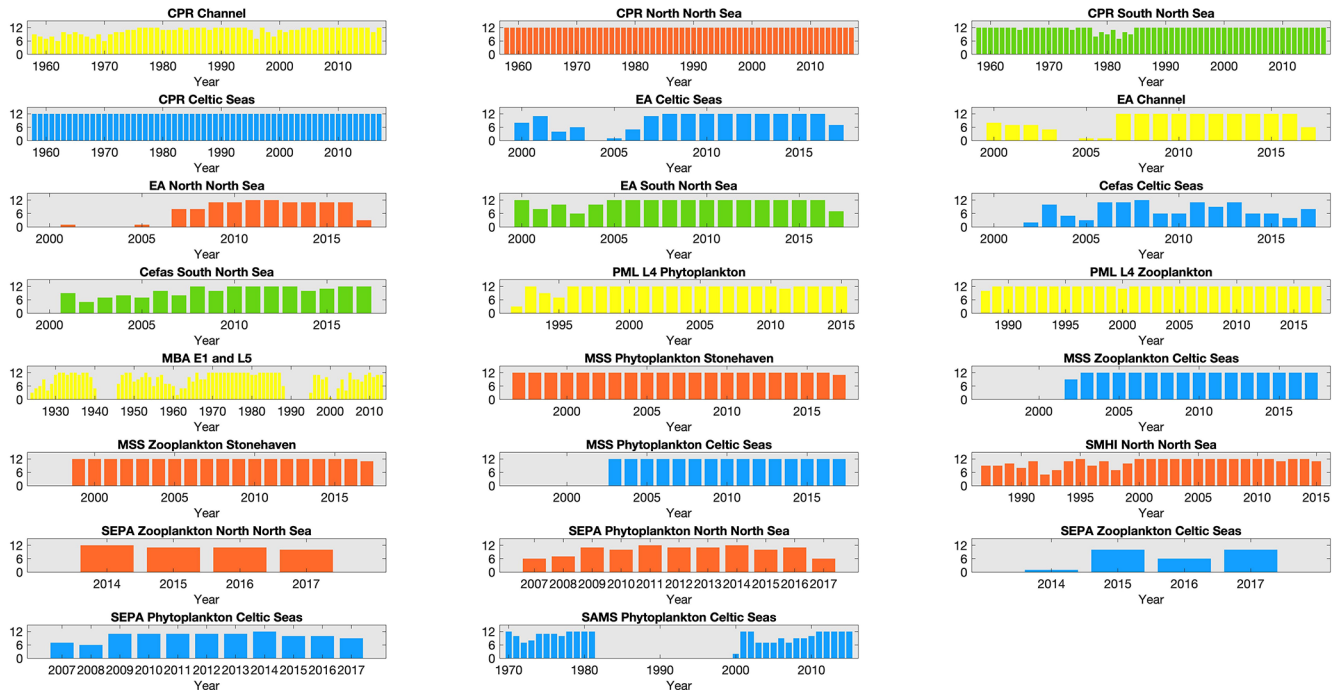 CPR Channel
12
6
0
1960 1970 1980 1990 2000 2010
Year
CPR North North Sea
12
6
0
1960 1970 1980 1990 2000 2010
Year
CPR South North Sea
12
6
0
1960 1970 1980 1990 2000 2010
Year
CPR Celtic Seas
12
6
0
1960 1970 1980 1990 2000 2010
Year
EA Celtic Seas
12
6
0
2000 2005 2010 2015
Year
EA Channel
12
6
0
2000 2005 2010 2015
Year
EA North North Sea
12
6
0
2000 2005 2010 2015
Year
EA South North Sea
12
6
0
2000 2005 2010 2015
Year
Cefas Celtic Seas
12
6
0
2000 2005 2010 2015
Year
Cefas South North Sea
12
6
0
2000 2005 2010 2015
Year
PML L4 Phytoplankton
12
6
0
1995 2000 2005 2010 2015
Year
PML L4 Zooplankton
12
6
0
1990 1995 2000 2005 2010 2015
Year
MBA E1 and L5
12
6
0
1930 1940 1950 1960 1970 1980 1990 2000 2010
Year
MSS Phytoplankton Stonehaven
12
6
0
2000 2005 2010 2015
Year
MSS Zooplankton Celtic Seas
12
6
0
2000 2005 2010 2015
Year
MSS Zooplankton Stonehaven
12
6
0
2000 2005 2010 2015
Year
MSS Phytoplankton Celtic Seas
12
6
0
2000 2005 2010 2015
Year
SMHI North North Sea
12
6
0
1990 1995 2000 2005 2010 2015
Year
SEPA Zooplankton North North Sea
12
6
0
2014 2015 2016 2017
Year
SEPA Phytoplankton North North Sea
12
6
0
2007 2008 2009 2010 2011 2012 2013 2014 2015 2016 2017
Year
SEPA Zooplankton Celtic Seas
12
6
0
2014 2015 2016 2017
Year
SEPA Phytoplankton Celtic Seas
12
6
0
2007 2008 2009 2010 2011 2012 2013 2014 2015 2016 2017
Year
SAMS Phytoplankton Celtic Seas
12
6
0
1970 1980 1990 2000 2010
Year